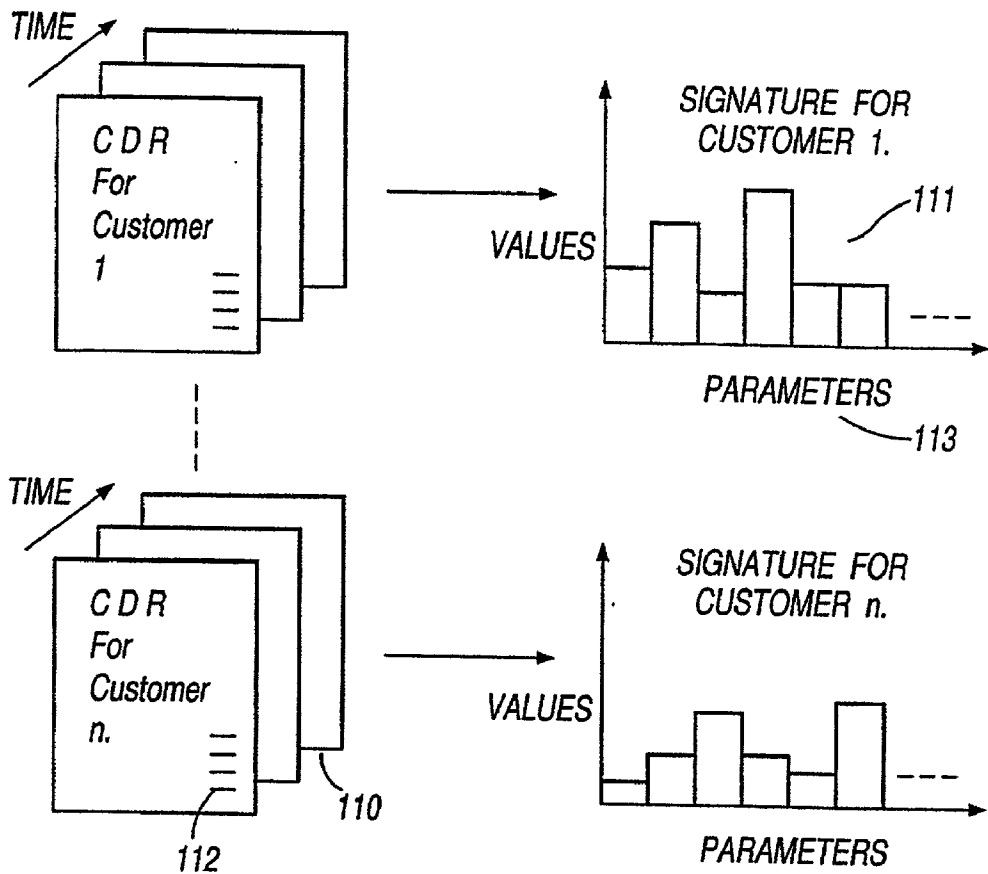 TIME
C D R
For
Customer
1
SIGNATURE FOR
CUSTOMER 1.
111
VALUES
PARAMETERS
113
TIME
C D R
For
Customer
n.
110
112
SIGNATURE FOR
CUSTOMER n.
VALUES
PARAMETERS